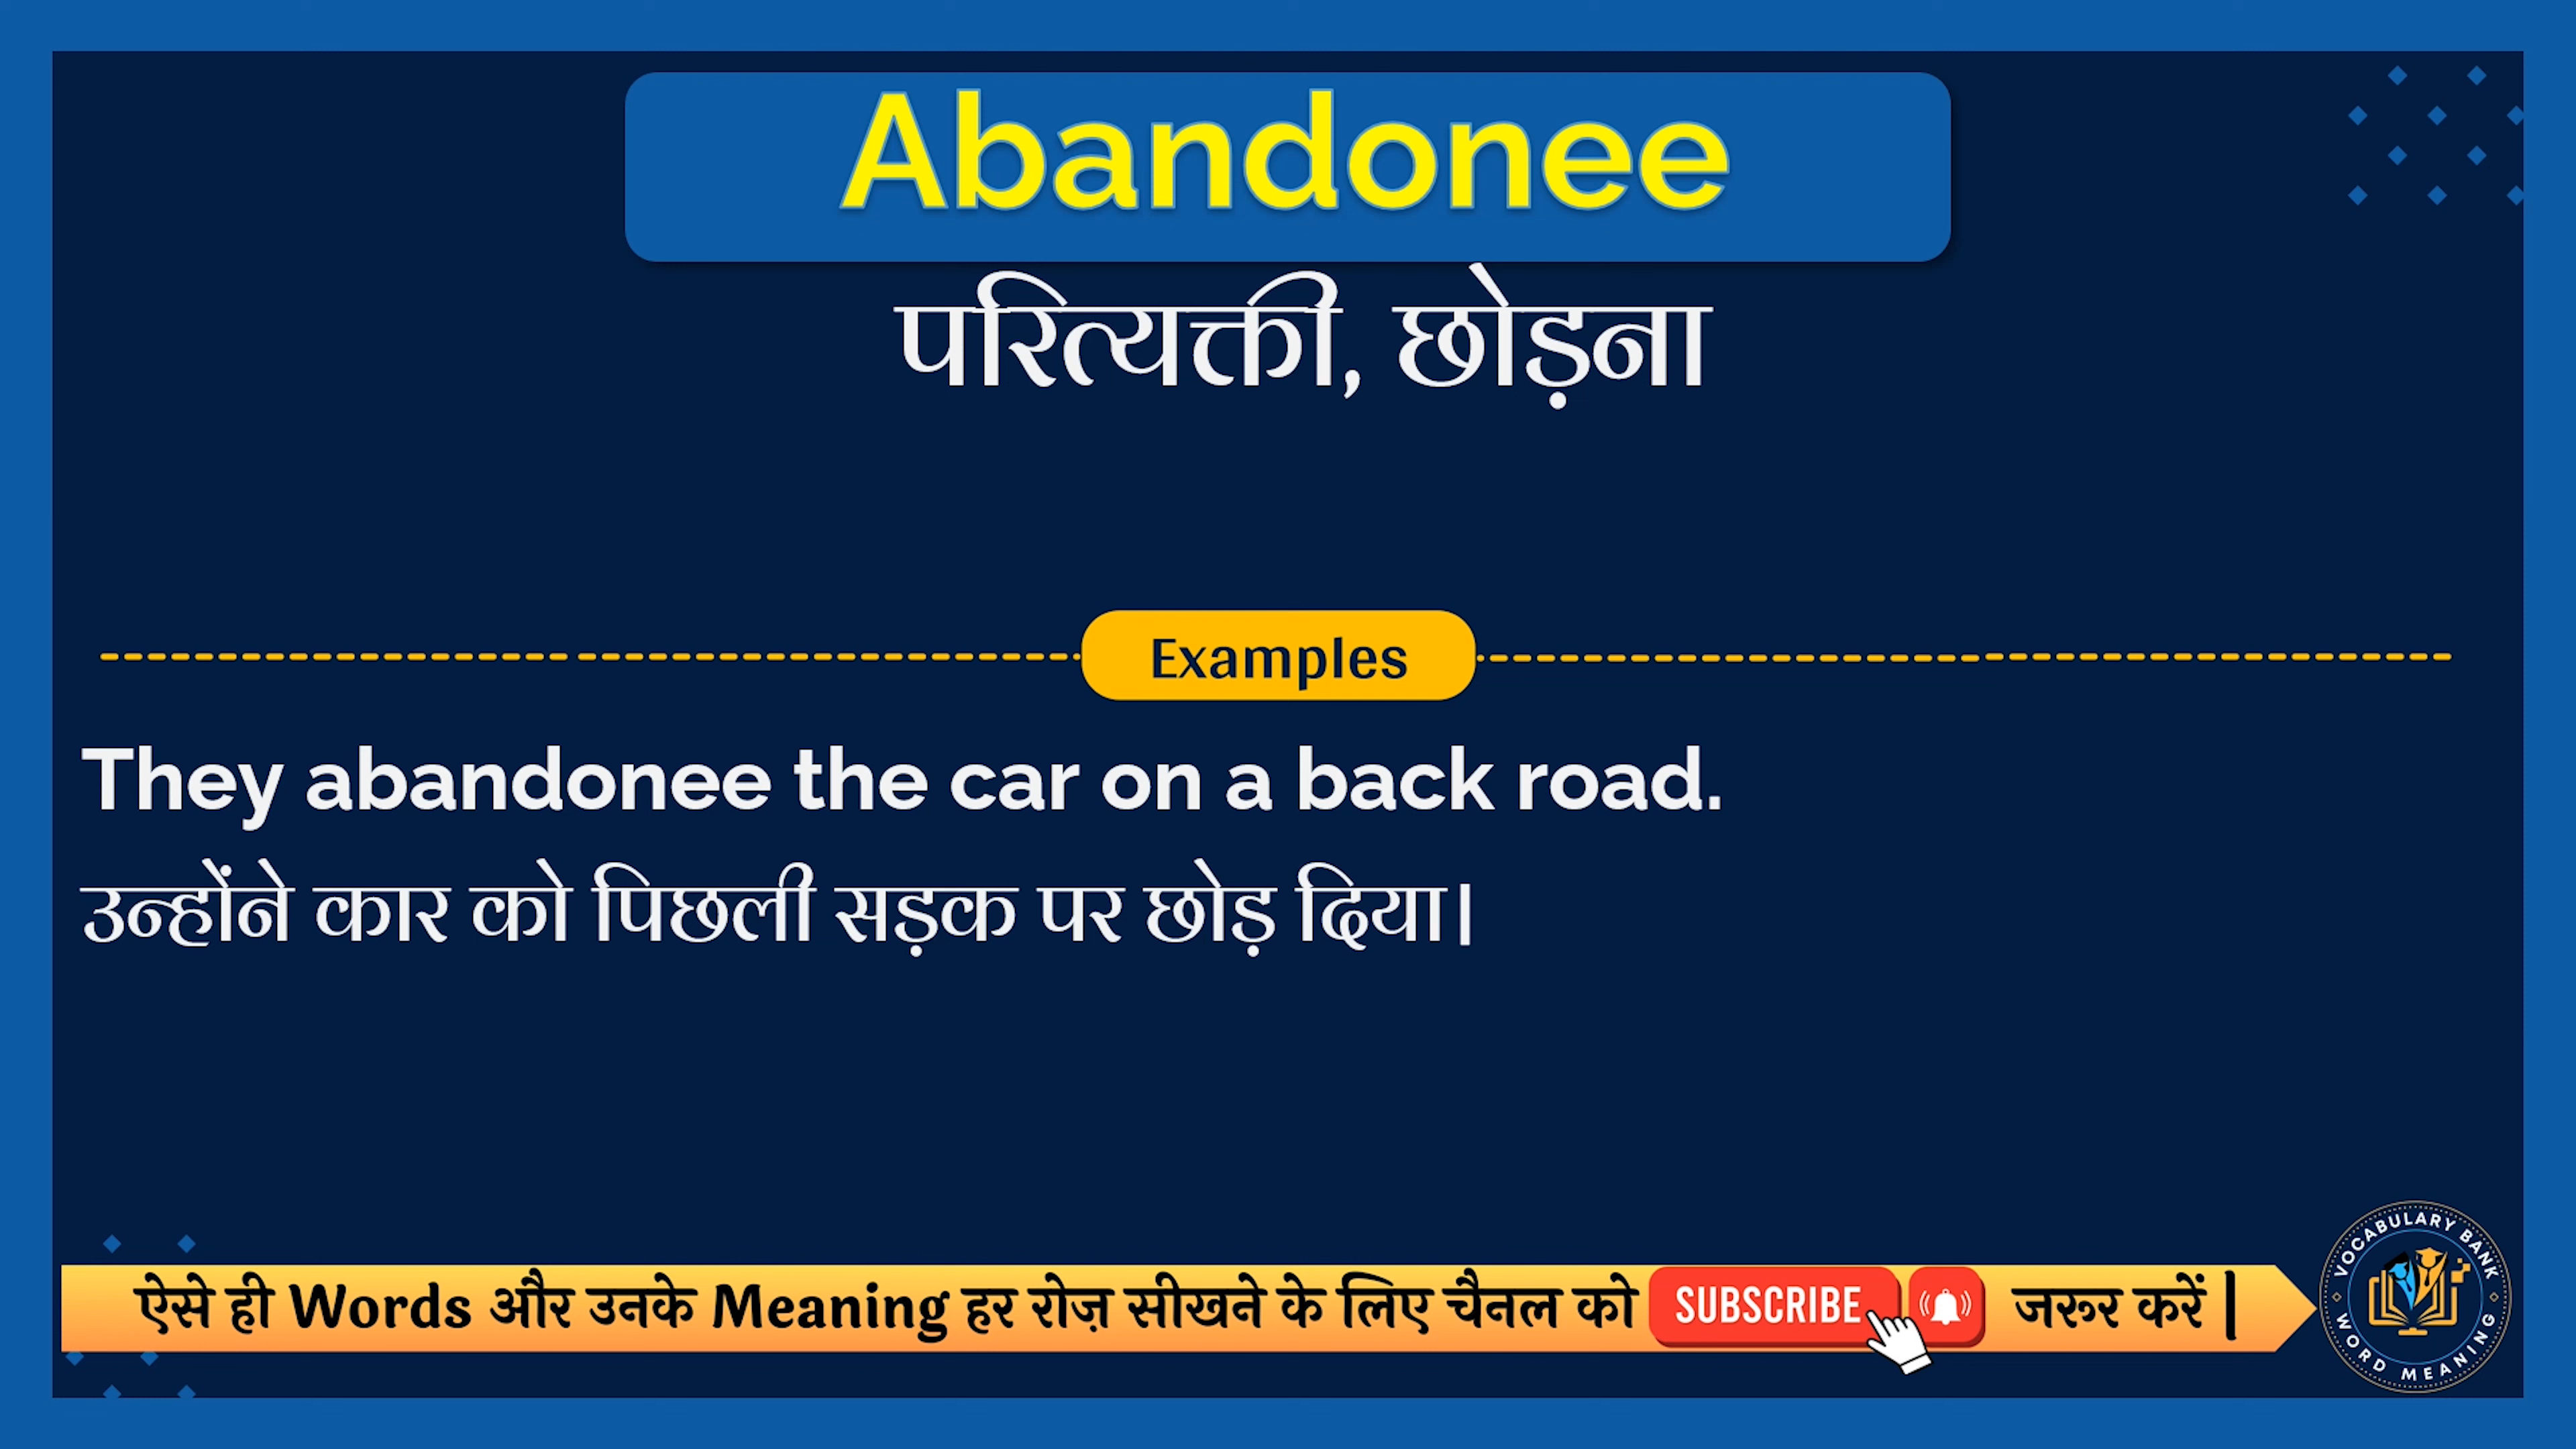 Abandonee
परित्यक्ती, छोड़ना
Examples
They abandonee the car on a back road.
उन्होंने कार को पिछली सड़क पर छोड़ दिया।
ऐसे ही Words और उनके Meaning हर रोज़ सीखने के लिए चैनल को SUBSCRIBE जरूर करें |
VOCABULARY BANK
WORD MEANING